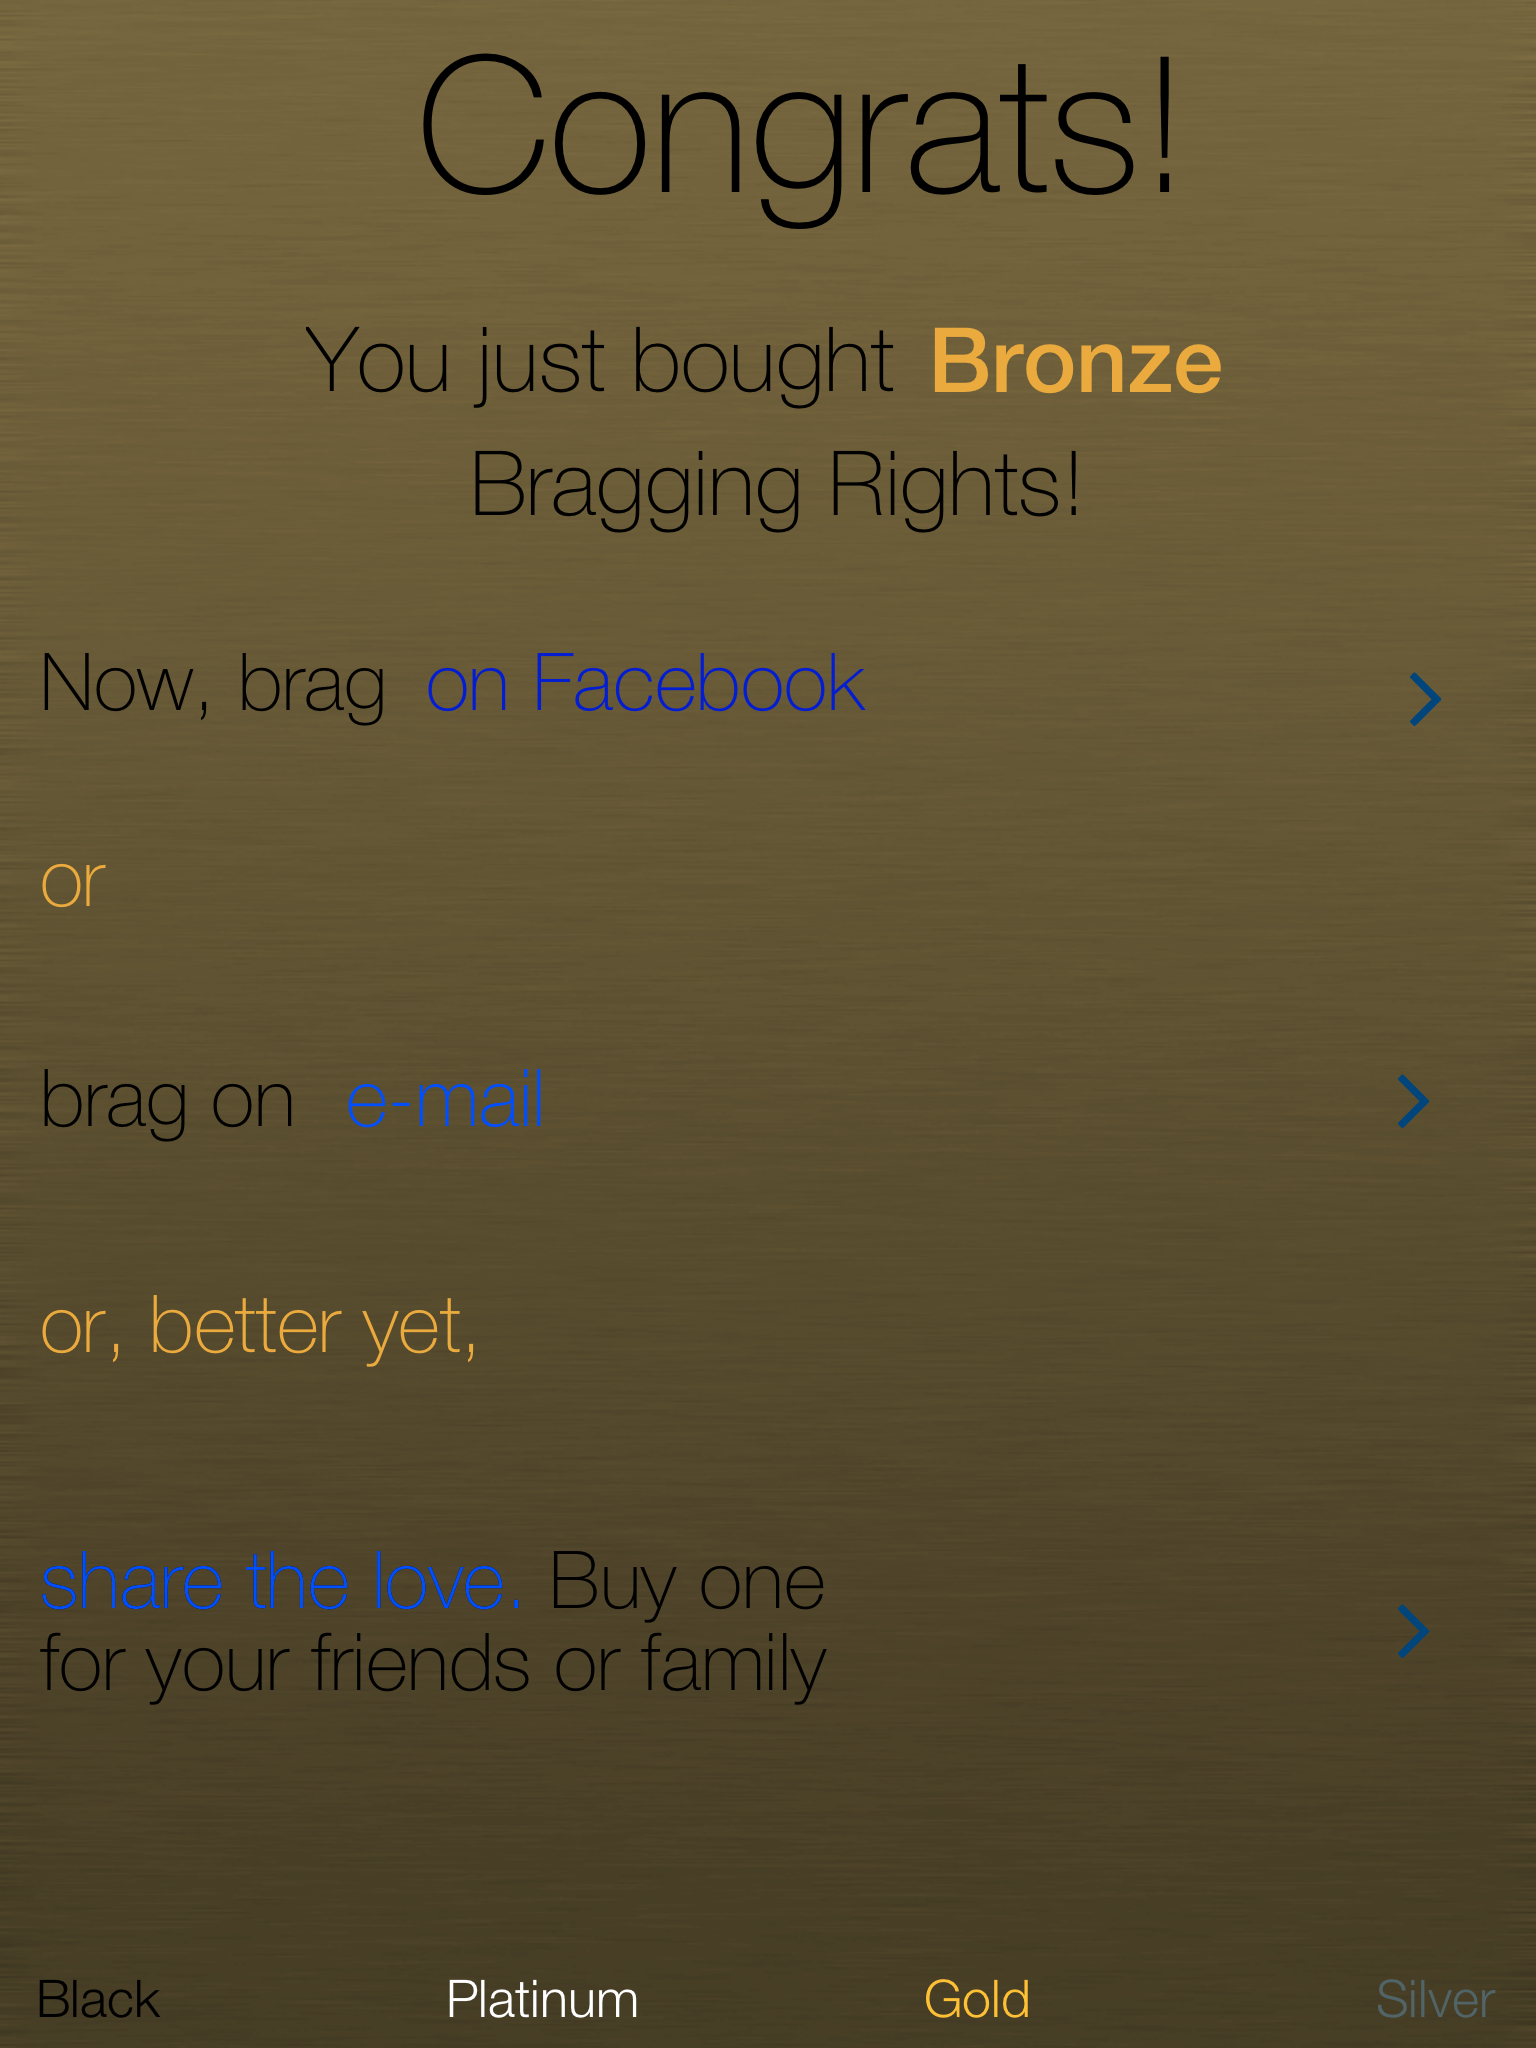 Congrats!
You just bought Bronze
Bragging Rights!
Now, brag on Facebook
or
brag on e-mail
or, better yet,
share the love. Buy one
for your friends or family
Black Platinum Gold Silver